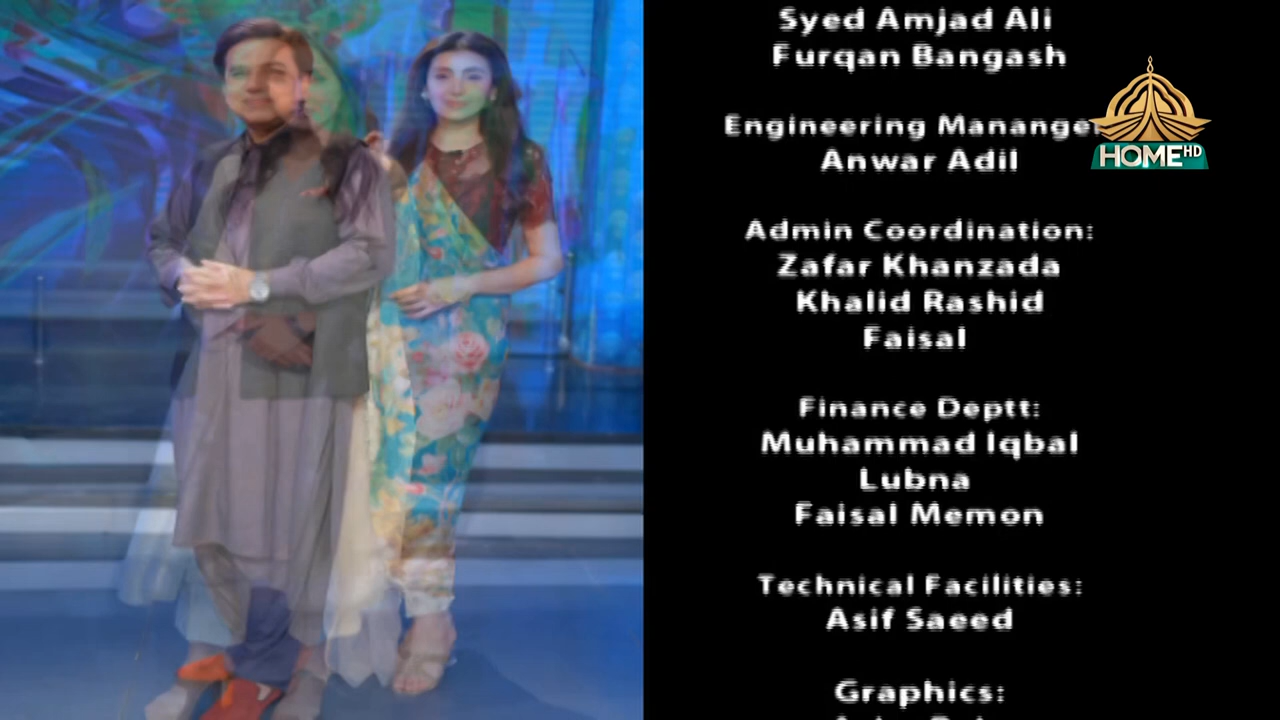 Syed Amjad Ali
Furqan Bangash
Engineering Mananger
Anwar Adil
HOME HD
Admin Coordination:
Zafar Khanzada
Khalid Rashid
Faisal
Finance Deptt:
Muhammad Iqbal
Lubna
Faisal Memon
Technical Facilities:
Asif Saeed
Graphics: